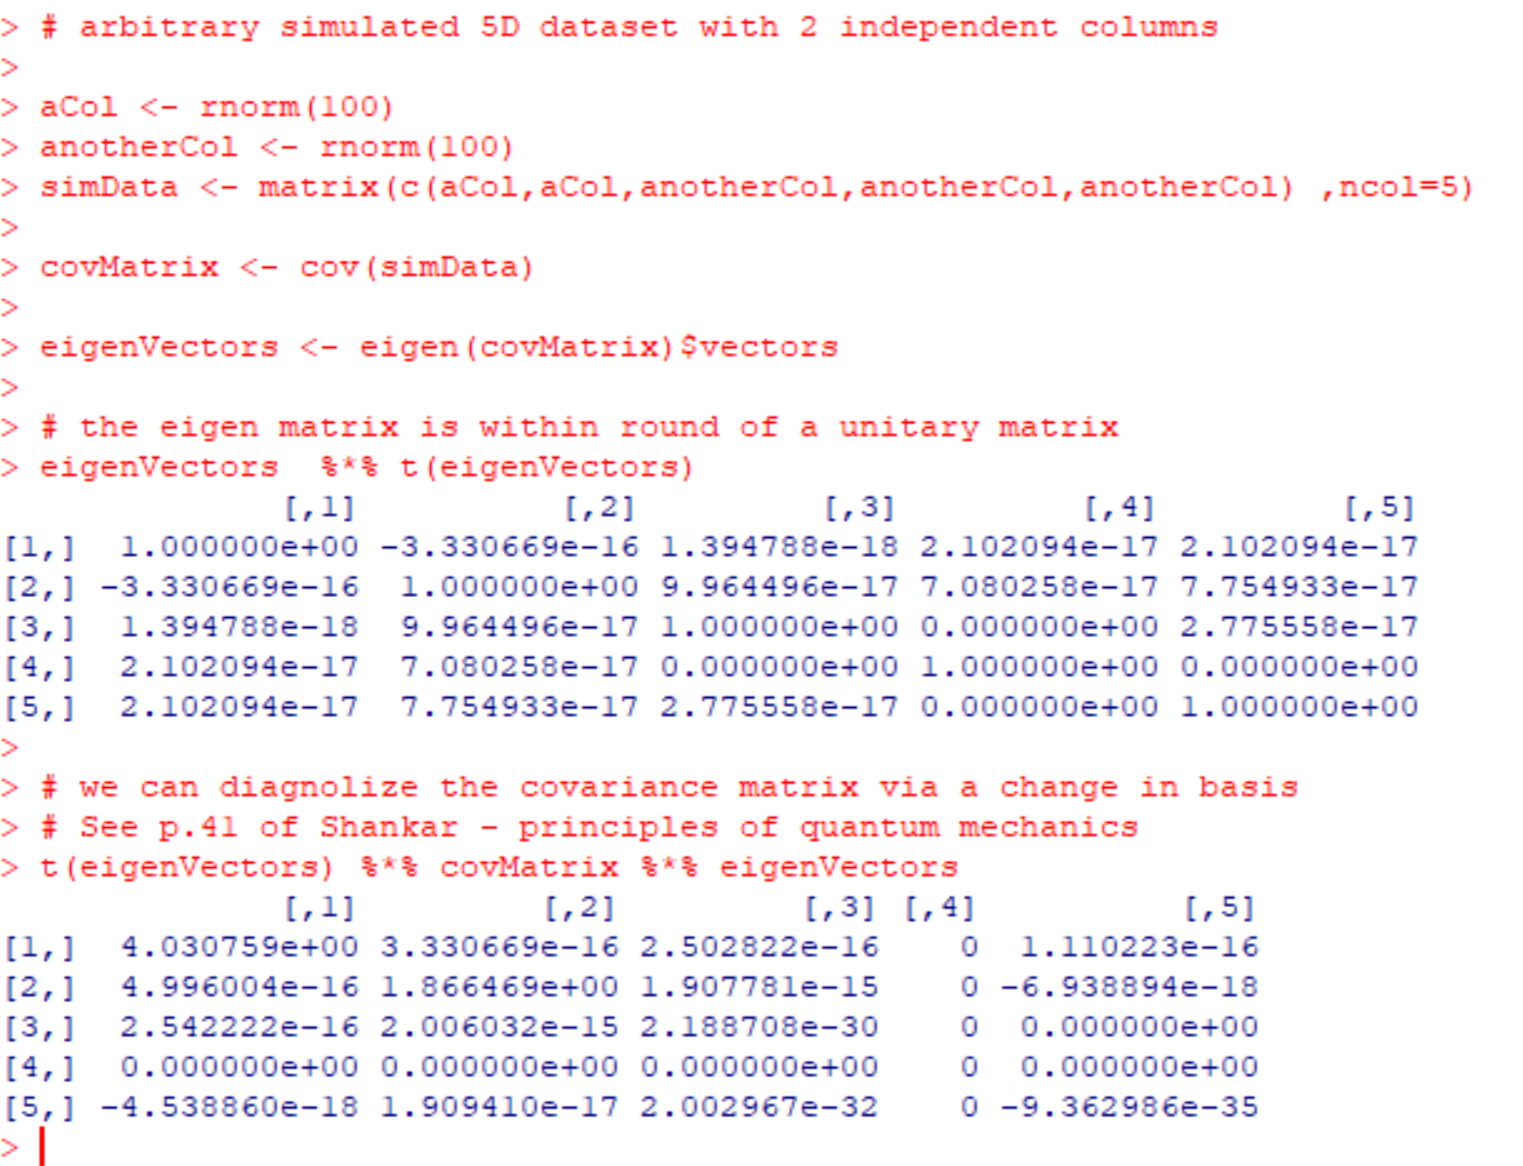 > # arbitrary simulated 5D dataset with 2 independent columns
>
> aCol <- rnorm(100)
> anotherCol <- rnorm(100)
> simData <- matrix(c(aCol,aCol,anotherCol,anotherCol,anotherCol) ,ncol=5)
>
> covMatrix <- cov(simData)
>
> eigenVectors <- eigen(covMatrix)$vectors
>
> # the eigen matrix is within round of a unitary matrix
> eigenVectors  %*% t(eigenVectors)
              [,1]          [,2]         [,3]         [,4]         [,5]
[1,]  1.000000e+00 -3.330669e-16 1.394788e-18 2.102094e-17 2.102094e-17
[2,] -3.330669e-16  1.000000e+00 9.964496e-17 7.080258e-17 7.754933e-17
[3,]  1.394788e-18  9.964496e-17 1.000000e+00 0.000000e+00 2.775558e-17
[4,]  2.102094e-17  7.080258e-17 0.000000e+00 1.000000e+00 0.000000e+00
[5,]  2.102094e-17  7.754933e-17 2.775558e-17 0.000000e+00 1.000000e+00
>
> # we can diagnolize the covariance matrix via a change in basis
> # See p.41 of Shankar - principles of quantum mechanics
> t(eigenVectors) %*% covMatrix %*% eigenVectors
              [,1]         [,2]         [,3] [,4]          [,5]
[1,]  4.030759e+00 3.330669e-16 2.502822e-16    0  1.110223e-16
[2,]  4.996004e-16 1.866469e+00 1.907781e-15    0 -6.938894e-18
[3,]  2.542222e-16 2.006032e-15 2.188708e-30    0  0.000000e+00
[4,]  0.000000e+00 0.000000e+00 0.000000e+00    0  0.000000e+00
[5,] -4.538860e-18 1.909410e-17 2.002967e-32    0 -9.362986e-35
>